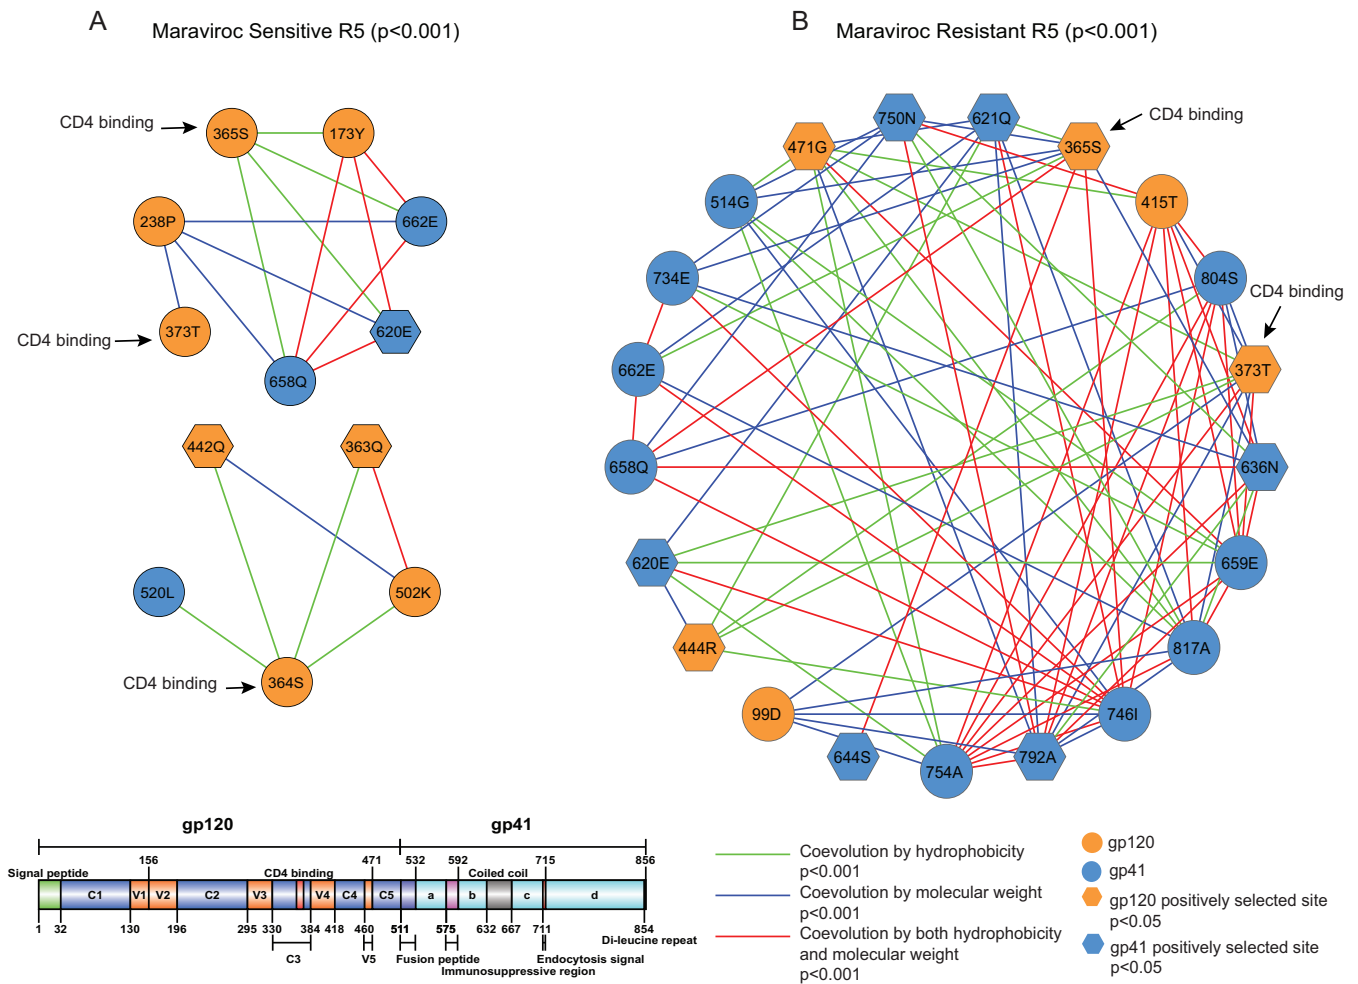 A
Maraviroc Sensitive R5 (p<0.001)
CD4 binding
365S
173Y
238P
662E
373T
CD4 binding
620E
658Q
442Q
363Q
520L
502K
CD4 binding
364S
B
Maraviroc Resistant R5 (p<0.001)
750N
621Q
CD4 binding
471G
365S
514G
415T
734E
804S
CD4 binding
662E
373T
658Q
636N
620E
659E
444R
817A
99D
746I
644S
754A
792A
gp120
gp41
156
471
532
592
715
856
Signal peptide
CD4 binding
Coiled coil
C1
V1
V2
C2
V3
V4
C4
C5
a
b
c
d
1
32
130
196
295
330
384
418
460
511
575
632
667
711
854
Di-leucine repeat
C3
V5
Fusion peptide
Endocytosis signal
Immunosuppressive region
Coevolution by hydrophobicity
p<0.001
Coevolution by molecular weight
p<0.001
Coevolution by both hydrophobicity
and molecular weight
p<0.001
gp120
gp41
gp120 positively selected site
p<0.05
gp41 positively selected site
p<0.05